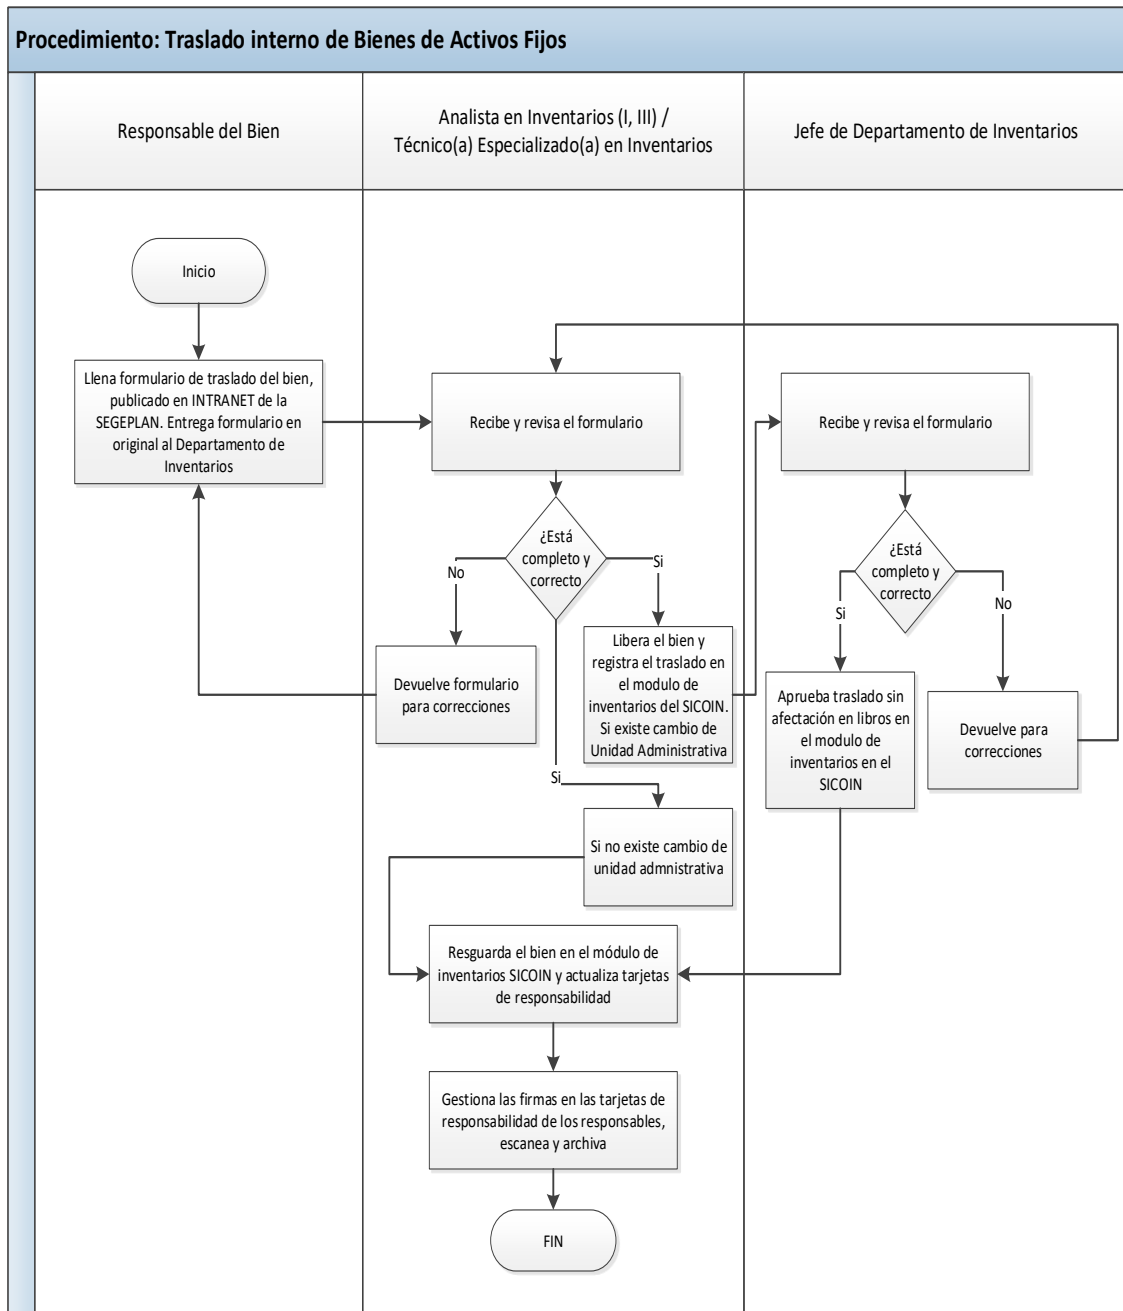 Procedimiento: Traslado interno de Bienes de Activos Fijos
Responsable del Bien
Analista en Inventarios (I, III) /
Técnico(a) Especializado(a) en Inventarios
Jefe de Departamento de Inventarios
Inicio
Llena formulario de traslado del bien,
publicado en INTRANET de la
SEGEPLAN. Entrega formulario en
original al Departamento de
Inventarios
Recibe y revisa el formulario
Recibe y revisa el formulario
¿Está
completo y
correcto
No
Si
Si
¿Está
completo y
correcto
Si
No
Devuelve formulario
para correcciones
Libera el bien y
registra el traslado en
el modulo de
inventarios del SICOIN.
Si existe cambio de
Unidad Administrativa
Aprueba traslado sin
afectación en libros en
el modulo de
inventarios en el
SICOIN
Devuelve para
correcciones
Si no existe cambio de
unidad admnistrativa
Resguarda el bien en el módulo de
inventarios SICOIN y actualiza tarjetas
de responsabilidad
Gestiona las firmas en las tarjetas de
responsabilidad de los responsables,
escanea y archiva
FIN